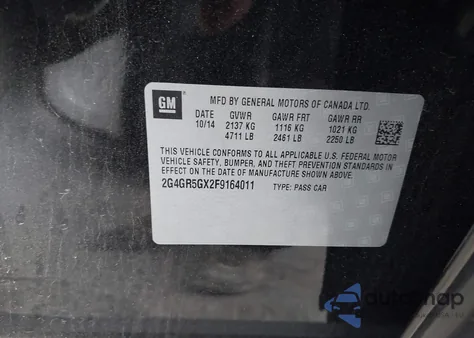 GM
MFD BY GENERAL MOTORS OF CANADA LTD.
DATE GVWR GAWR FRT GAWR RR
10/14 2137 KG 1116 KG 1021 KG
4711 LB 2461 LB 2250 LB
THIS VEHICLE CONFORMS TO ALL APPLICABLE U.S. FEDERAL MOTOR
VEHICLE SAFETY, BUMPER, AND THEFT PREVENTION STANDARDS IN
EFFECT ON THE DATE OF MANUFACTURE SHOWN ABOVE.
2G4GR5GX2F9164011 TYPE: PASS CAR